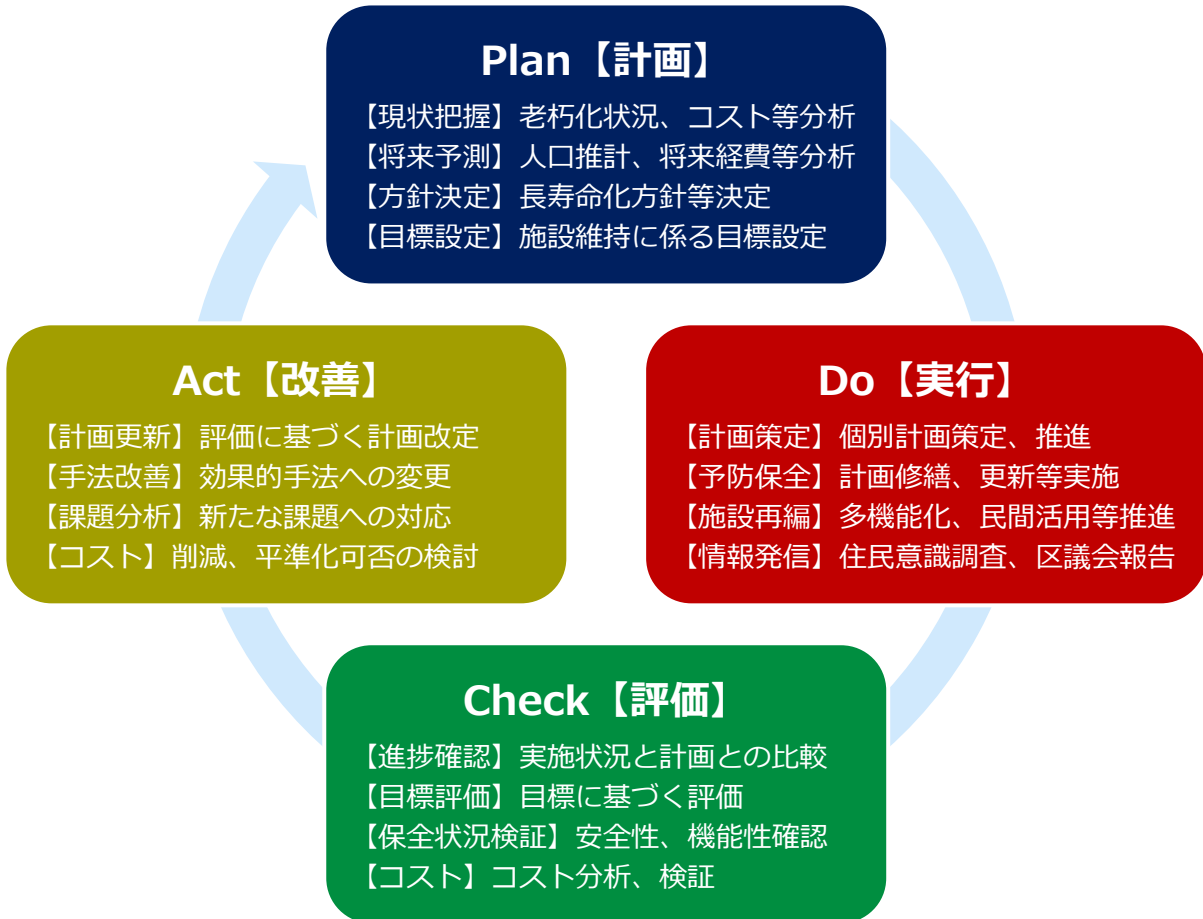 Plan【計画】
【現状把握】老朽化状況、コスト等分析
【将来予測】人口推計、将来経費等分析
【方針決定】長寿命化方針等決定
【目標設定】施設維持に係る目標設定
Do【実行】
【計画策定】個別計画策定、推進
【予防保全】計画修繕、更新等実施
【施設再編】多機能化、民間活用等推進
【情報発信】住民意識調査、区議会報告
Check【評価】
【進捗確認】実施状況と計画との比較
【目標評価】目標に基づく評価
【保全状況検証】安全性、機能性確認
【コスト】コスト分析、検証
Act【改善】
【計画更新】評価に基づく計画改定
【手法改善】効果的手法への変更
【課題分析】新たな課題への対応
【コスト】削減、平準化可否の検討